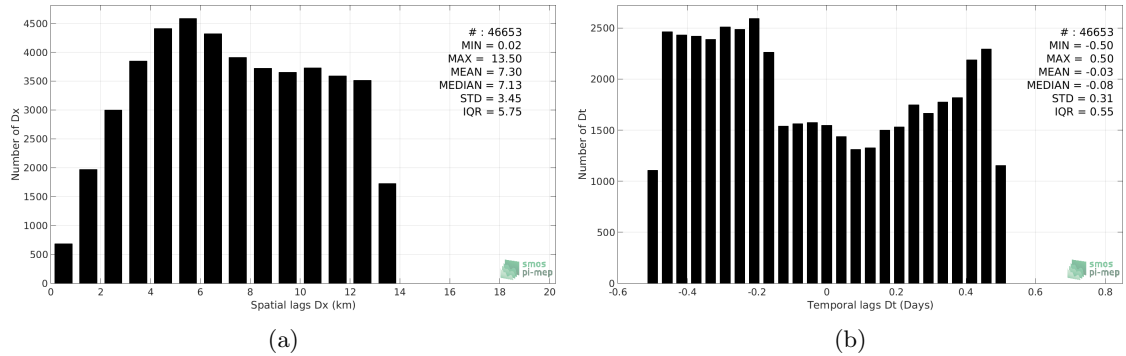 4500
4000
3500
3000
2500
2000
1500
1000
500
0
Number of Dx
# : 46653
MIN = 0.02
MAX = 13.50
MEAN = 7.30
MEDIAN = 7.13
STD = 3.45
IQR = 5.75
smos
pi-mep
0 2 4 6 8 10 12 14 16 18 20
Spatial lags Dx (km)
(a)
2500
2000
1500
1000
500
0
Number of Dt
# : 46653
MIN = -0.50
MAX = 0.50
MEAN = -0.03
MEDIAN = -0.08
STD = 0.31
IQR = 0.55
smos
pi-mep
-0.6 -0.4 -0.2 0 0.2 0.4 0.6 0.8
Temporal lags Dt (Days)
(b)